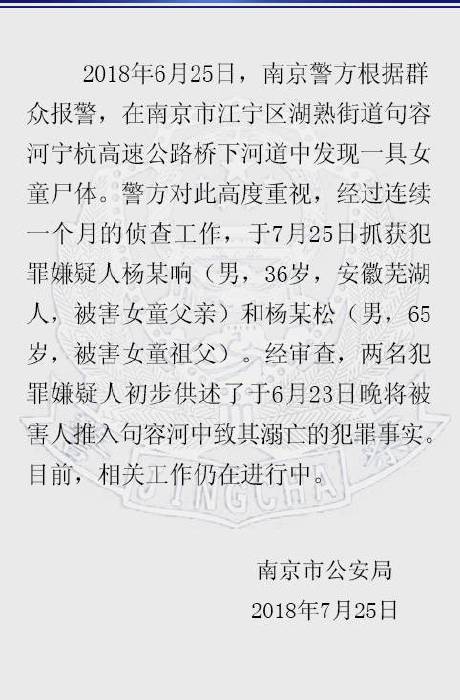 2018年6月25日，南京警方根据群
众报警，在南京市江宁区湖熟街道句容
河宁杭高速公路桥下河道中发现一具女
童尸体。警方对此高度重视，经过连续
一个月的侦查工作，于7月25日抓获犯
罪嫌疑人杨某响（男，36岁，安徽芜湖
人，被害女童父亲）和杨某松（男，65
岁，被害女童祖父）。经审查，两名犯
罪嫌疑人初步供述了于6月23日晚将被
害人推入句容河中致其溺亡的犯罪事实。
目前，相关工作仍在进行中。
JINGCHA
南京市公安局
2018年7月25日